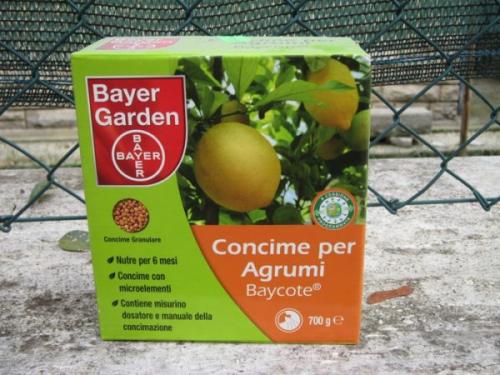 Bayer
Garden
BAYER
BAYER
Concime Granulare
Nutre per 6 mesi
Concime con
microelementi
Contiene misurino
dosatore e manuale della
concimazione
Concime per
Agrumi
Baycote®
700 g e